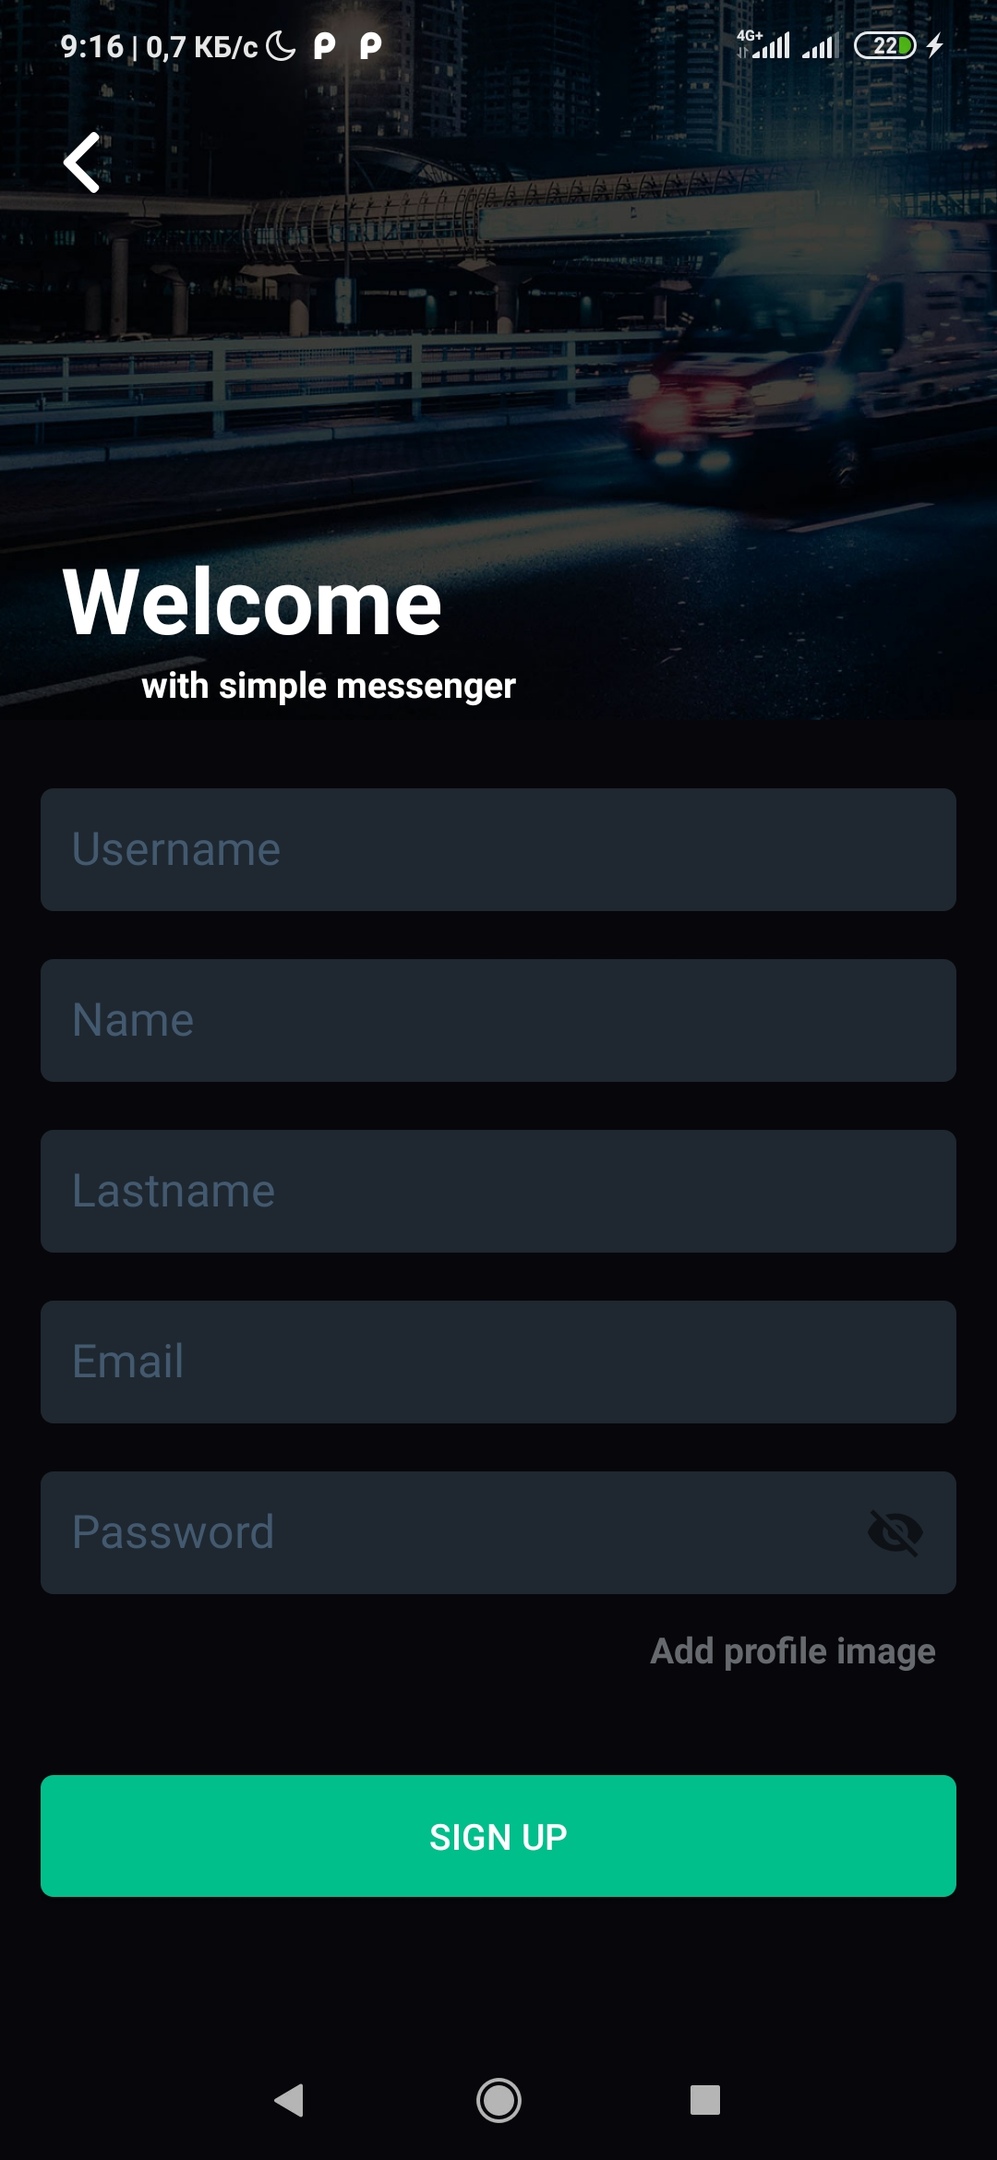 9:16 | 0,7 КБ/с
4G+
22
Welcome
with simple messenger
Username
Name
Lastname
Email
Password
Add profile image
SIGN UP